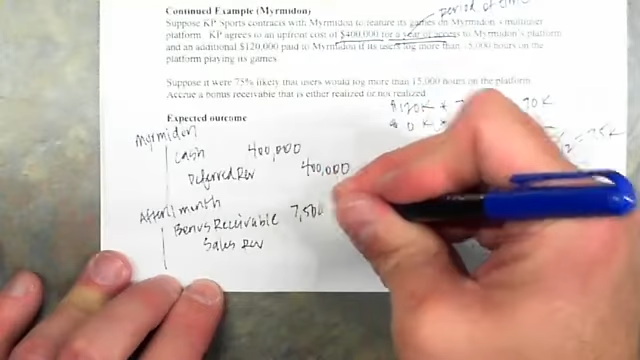 period of
Continued Example (Myrmidon)
Suppose KP Sports contracts with Myrmidon to feature its games on Myrmidon's multiuser
platform. KP agrees to an upfront cost of $400,000 for a year of access to Myrmidon's platform
and an additional $120,000 paid to Myrmidon if its users log more than 15,000 hours on the
platform playing its games.
Suppose it were 75% likely that users would log more than 15,000 hours on the platform
Accrue a bonus receivable that is either realized or not realized
$120K *
$ 0K *
Expected outcome
Myrmidon
Cash 400,000
Deferred Rev 400,000
After 1 month
Bonus Receivable 7,500
Sales Rev